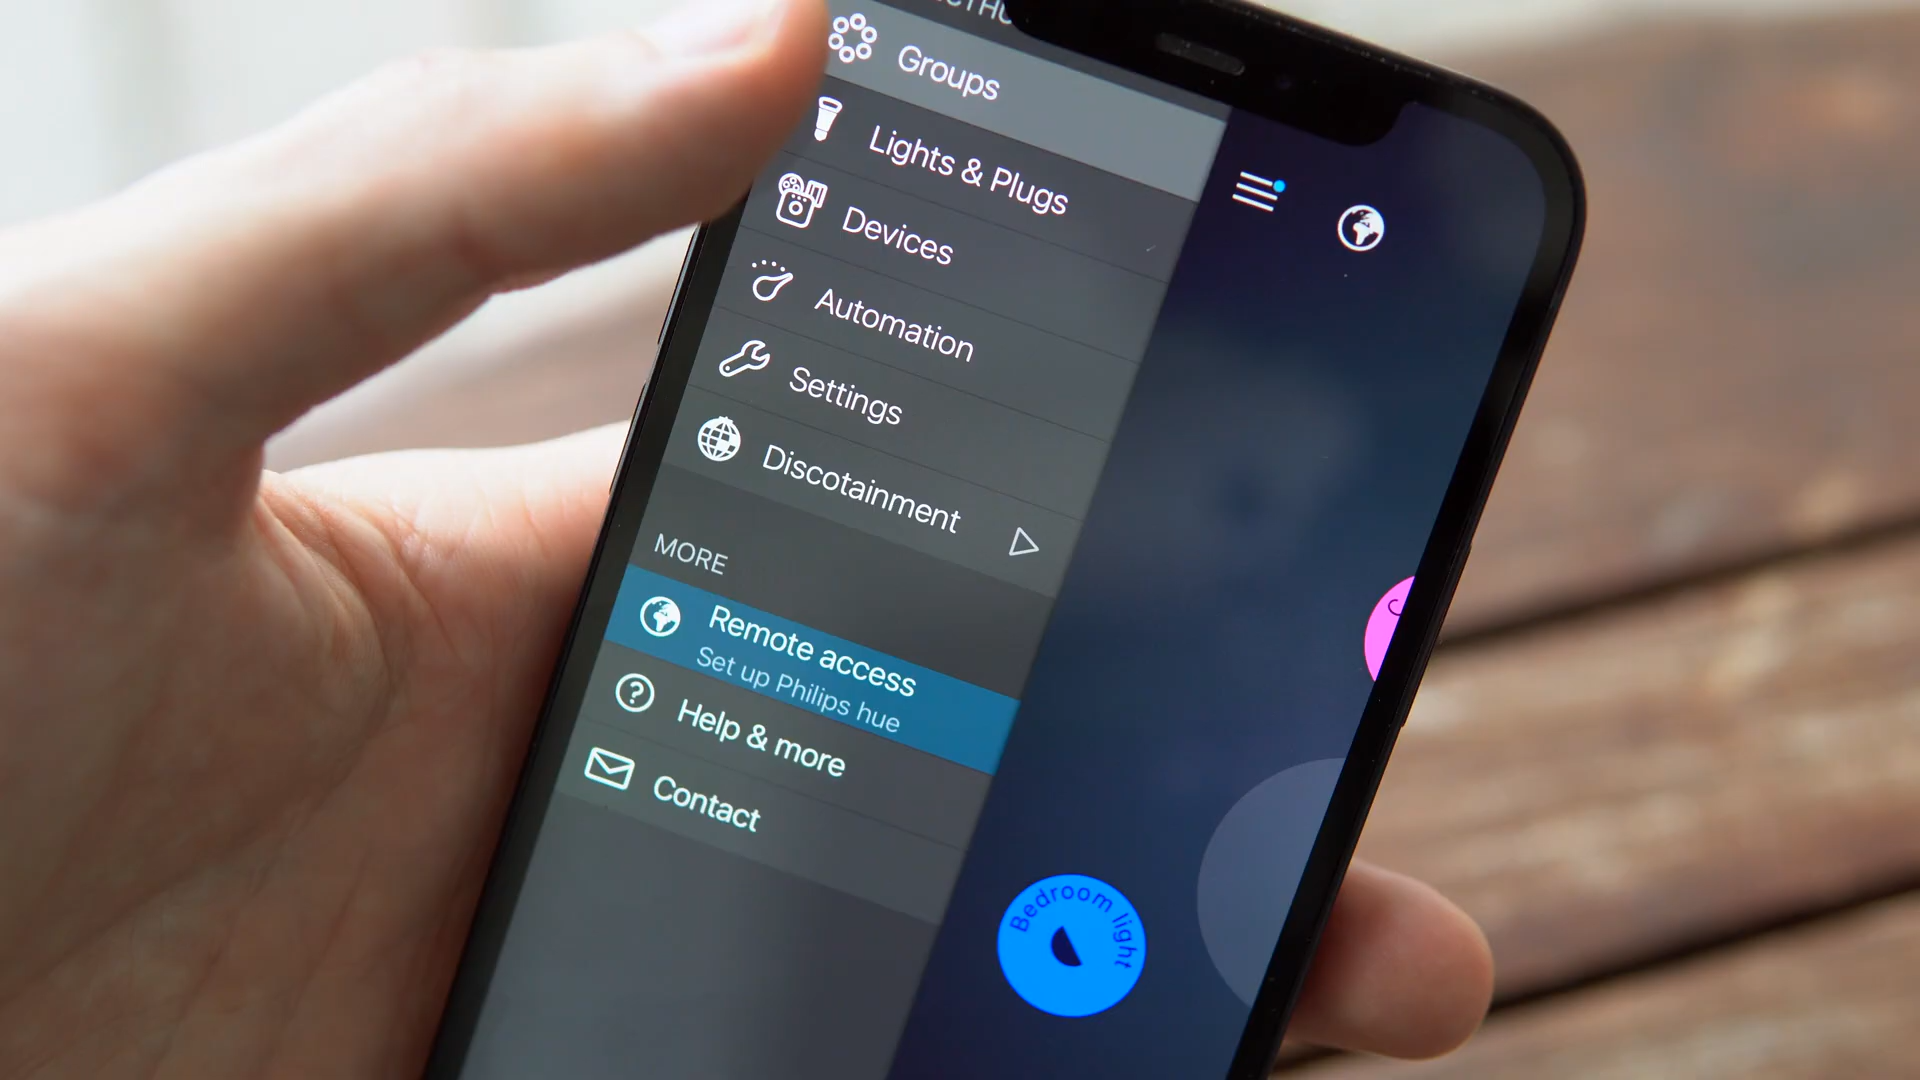 Groups
Lights & Plugs
Devices
Automation
Settings
Discotainment
MORE
Remote access
Set up Philips hue
Help & more
Contact
Bedroom light